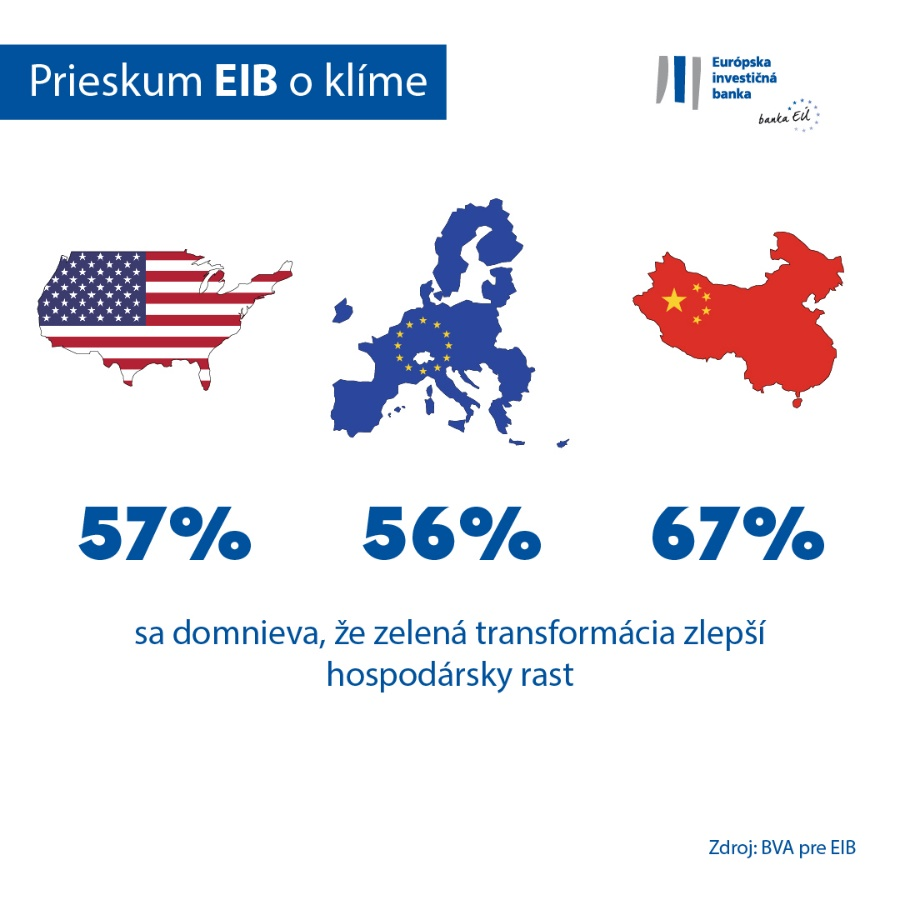 Prieskum EIB o klíme
Európska
investičná
banka
banka EÚ
57% 56% 67%
sa domnieva, že zelená transformácia zlepší
hospodársky rast
Zdroj: BVA pre EIB